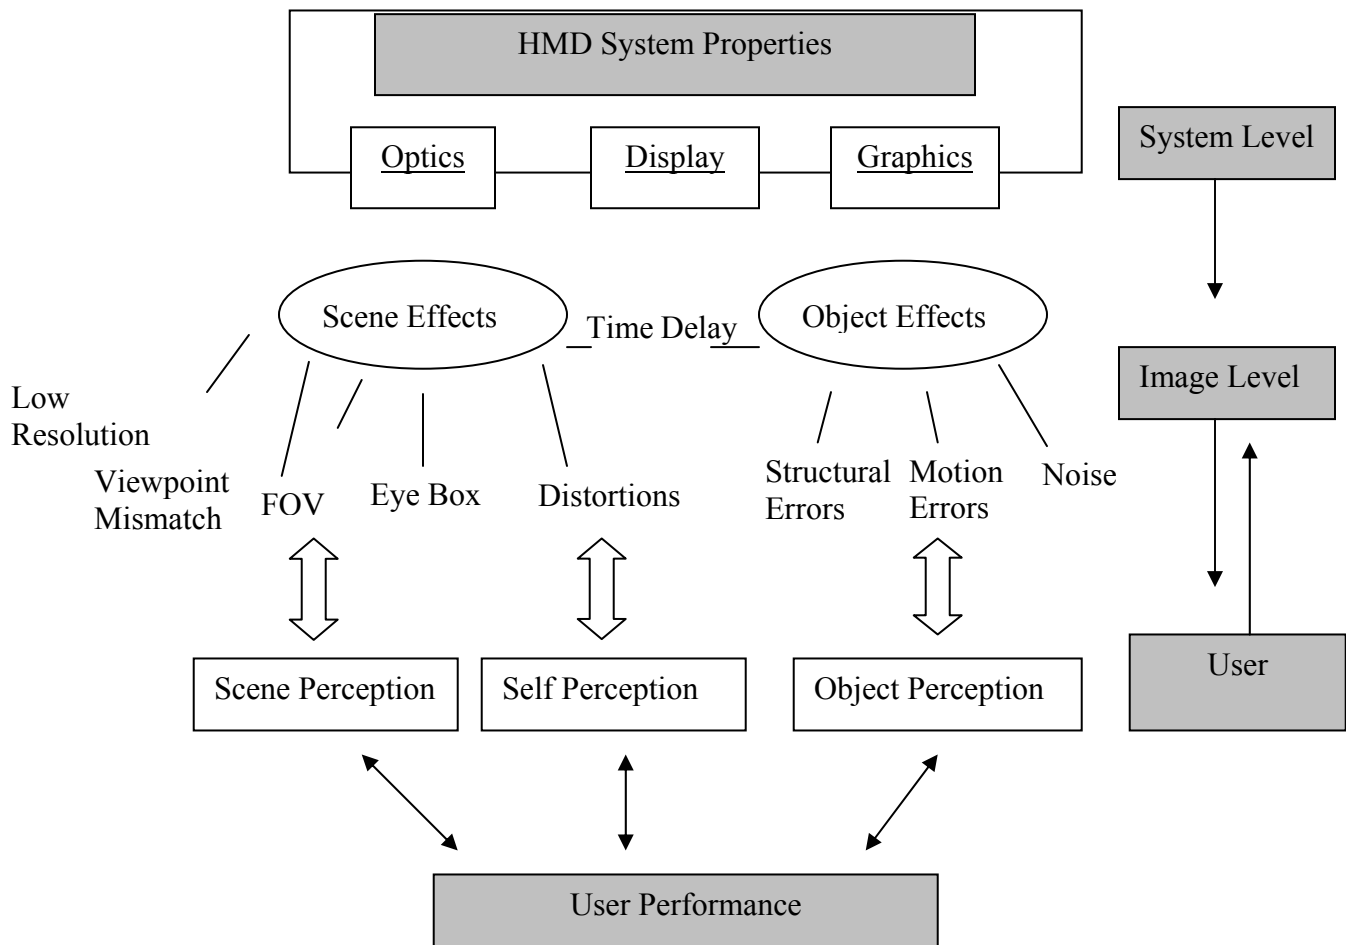 HMD System Properties
Optics
Display
Graphics
System Level
Scene Effects
Time Delay
Object Effects
Image Level
Low
Resolution
Viewpoint
Mismatch
FOV
Eye Box
Distortions
Structural
Errors
Motion
Errors
Noise
Scene Perception
Self Perception
Object Perception
User
User Performance